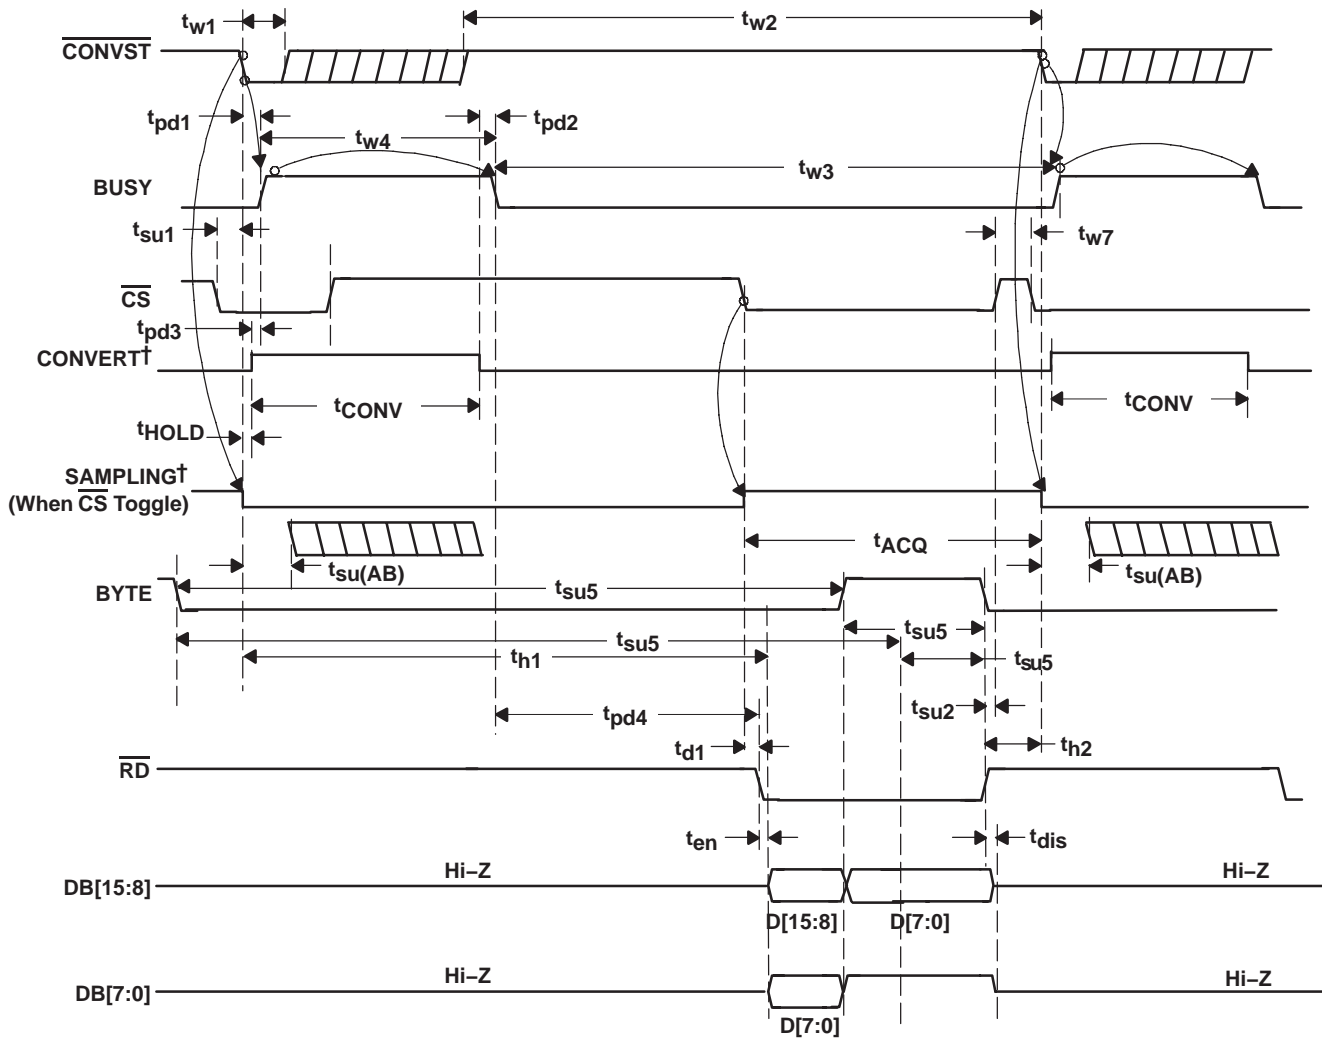 tw1
tw2
CONVST
tpd1
tpd2
tw4
tw3
BUSY
tsu1
tw7
CS
tpd3
CONVERT†
tCONV
tCONV
tHOLD
SAMPLING†
(When CS Toggle)
tACQ
tsu(AB)
tsu(AB)
BYTE
tsu5
tsu5
tsu5
th1
tsu5
tpd4
tsu2
td1
th2
RD
ten
tdis
Hi–Z
Hi–Z
DB[15:8]
D[15:8]
D[7:0]
Hi–Z
Hi–Z
DB[7:0]
D[7:0]